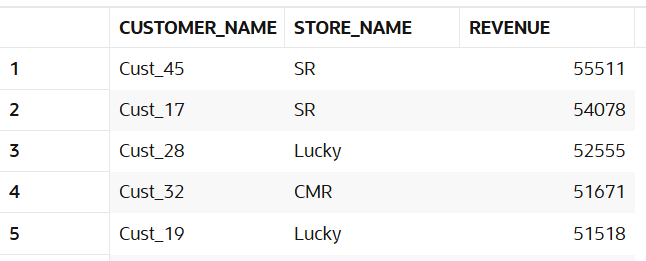 CUSTOMER_NAME STORE_NAME REVENUE
1 Cust_45 SR 55511
2 Cust_17 SR 54078
3 Cust_28 Lucky 52555
4 Cust_32 CMR 51671
5 Cust_19 Lucky 51518